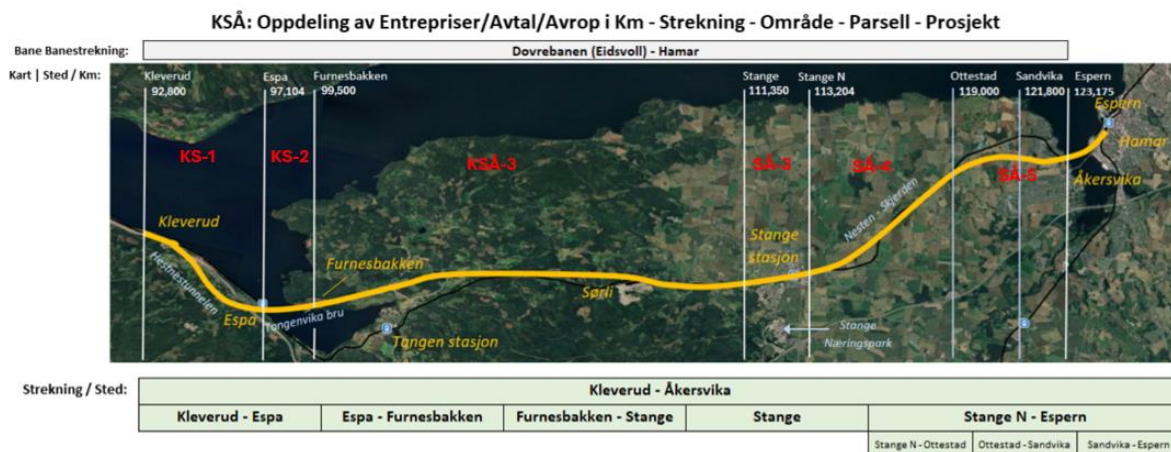 KSÅ: Oppdeling av Entrepriser/Avtal/Avrop i Km - Strekning - Område - Parsell - Prosjekt
Bane Banestrekning:
Dovrebanen (Eidsvoll) - Hamar
Kart | Sted / Km:
Kleverud
92,800
Espa
97,104
Furnesbakken
99,500
Stange
111,350
Stange N
113,204
Ottestad
119,000
Sandvika
121,800
Espern
123,175
KS-1
KS-2
KSÅ-3
SÅ-3
SÅ-4
SÅ-5
Espern
Hamar
Åkersvika
Kleverud
Hestnestunnelen
Espa
Tangenvika bru
Furnesbakken
Tangen stasjon
Sørli
Stange
stasjon
Nesten - Skjerden
Stange
Næringspark
Strekning / Sted:
Kleverud - Åkersvika
Kleverud - Espa
Espa - Furnesbakken
Furnesbakken - Stange
Stange
Stange N - Espern
Stange N - Ottestad
Ottestad - Sandvika
Sandvika - Espern